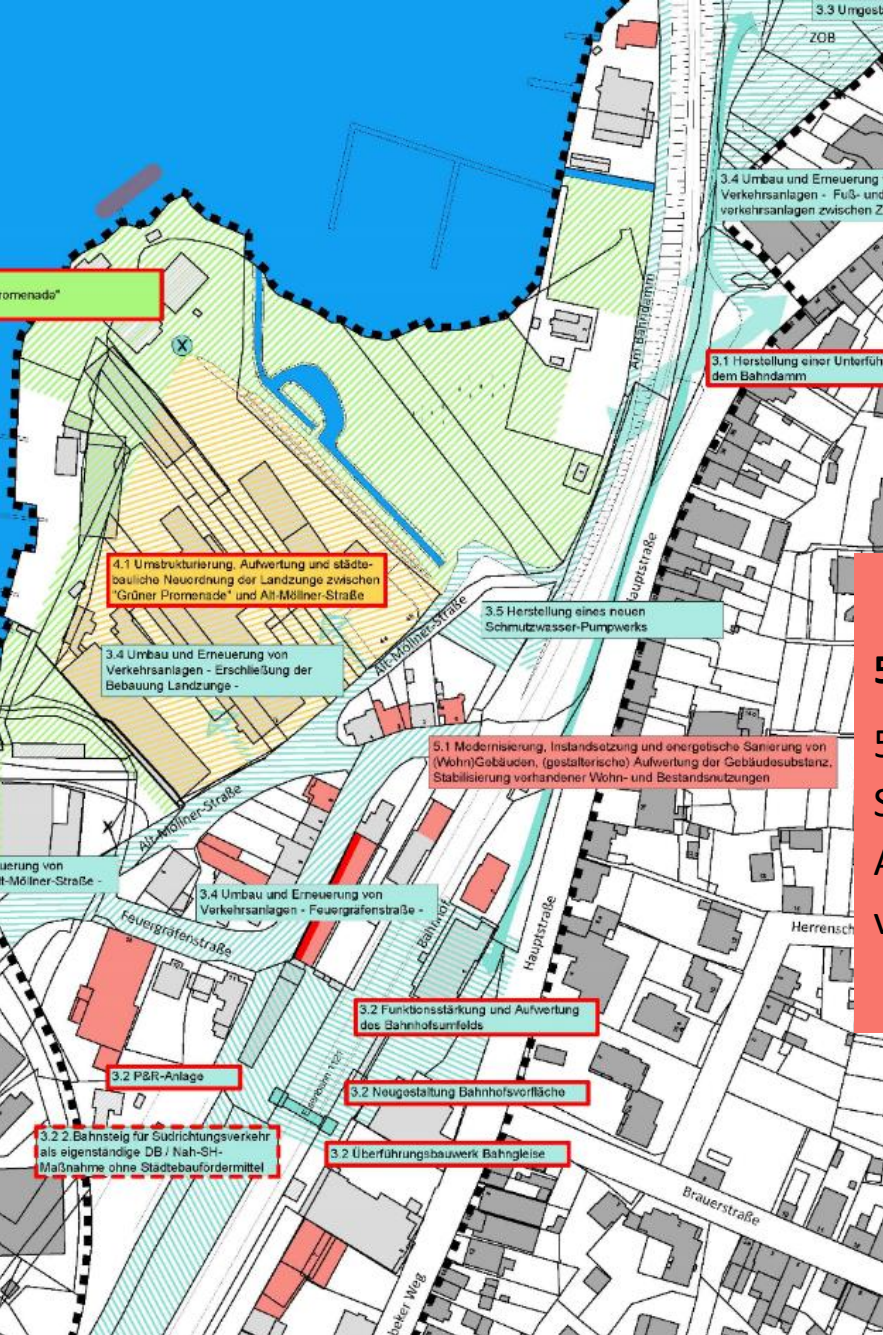 3.3 Umgest
ZOB
3.4 Umbau und Erneuerung
Verkehrsanlagen - Fuß- und
verkehrsanlagen zwischen Z
romenade"
X
Am Bahndamm
3.1 Herstellung einer Unterfüh
dem Bahndamm
4.1 Umstrukturierung, Aufwertung und städte-
bauliche Neuordnung der Landzunge zwischen
"Grüner Promenade" und Alt-Möllner-Straße
Hauptstraße
3.5 Herstellung eines neuen
Schmutzwasser-Pumpwerks
Alt-Möllner-Straße
3.4 Umbau und Erneuerung von
Verkehrsanlagen - Erschließung der
Bebauung Landzunge -
5.1 Modernisierung, Instandsetzung und energetische Sanierung von
(Wohn)Gebäuden, (gestalterische) Aufwertung der Gebäudesubstanz,
Stabilisierung vorhandener Wohn- und Bestandsnutzungen
5
5
S
A
v
Alt-Möllner-Straße
X
uerung von
lt-Möllner-Straße -
3.4 Umbau und Erneuerung von
Verkehrsanlagen - Feuergräfenstraße -
Feuergräfenstraße
Bahnhof
Hauptstraße
Herrensch
3.2 Funktionsstärkung und Aufwertung
des Bahnhofsumfelds
3.2 P&R-Anlage
3.2 Neugestaltung Bahnhofsvorfläche
3.2 2.Bahnsteig für Südrichtungsverkehr
als eigenständige DB / Nah-SH-
Maßnahme ohne Städtebaufördermittel
3.2 Überführungsbauwerk Bahngleise
Brauerstraße
beker Weg